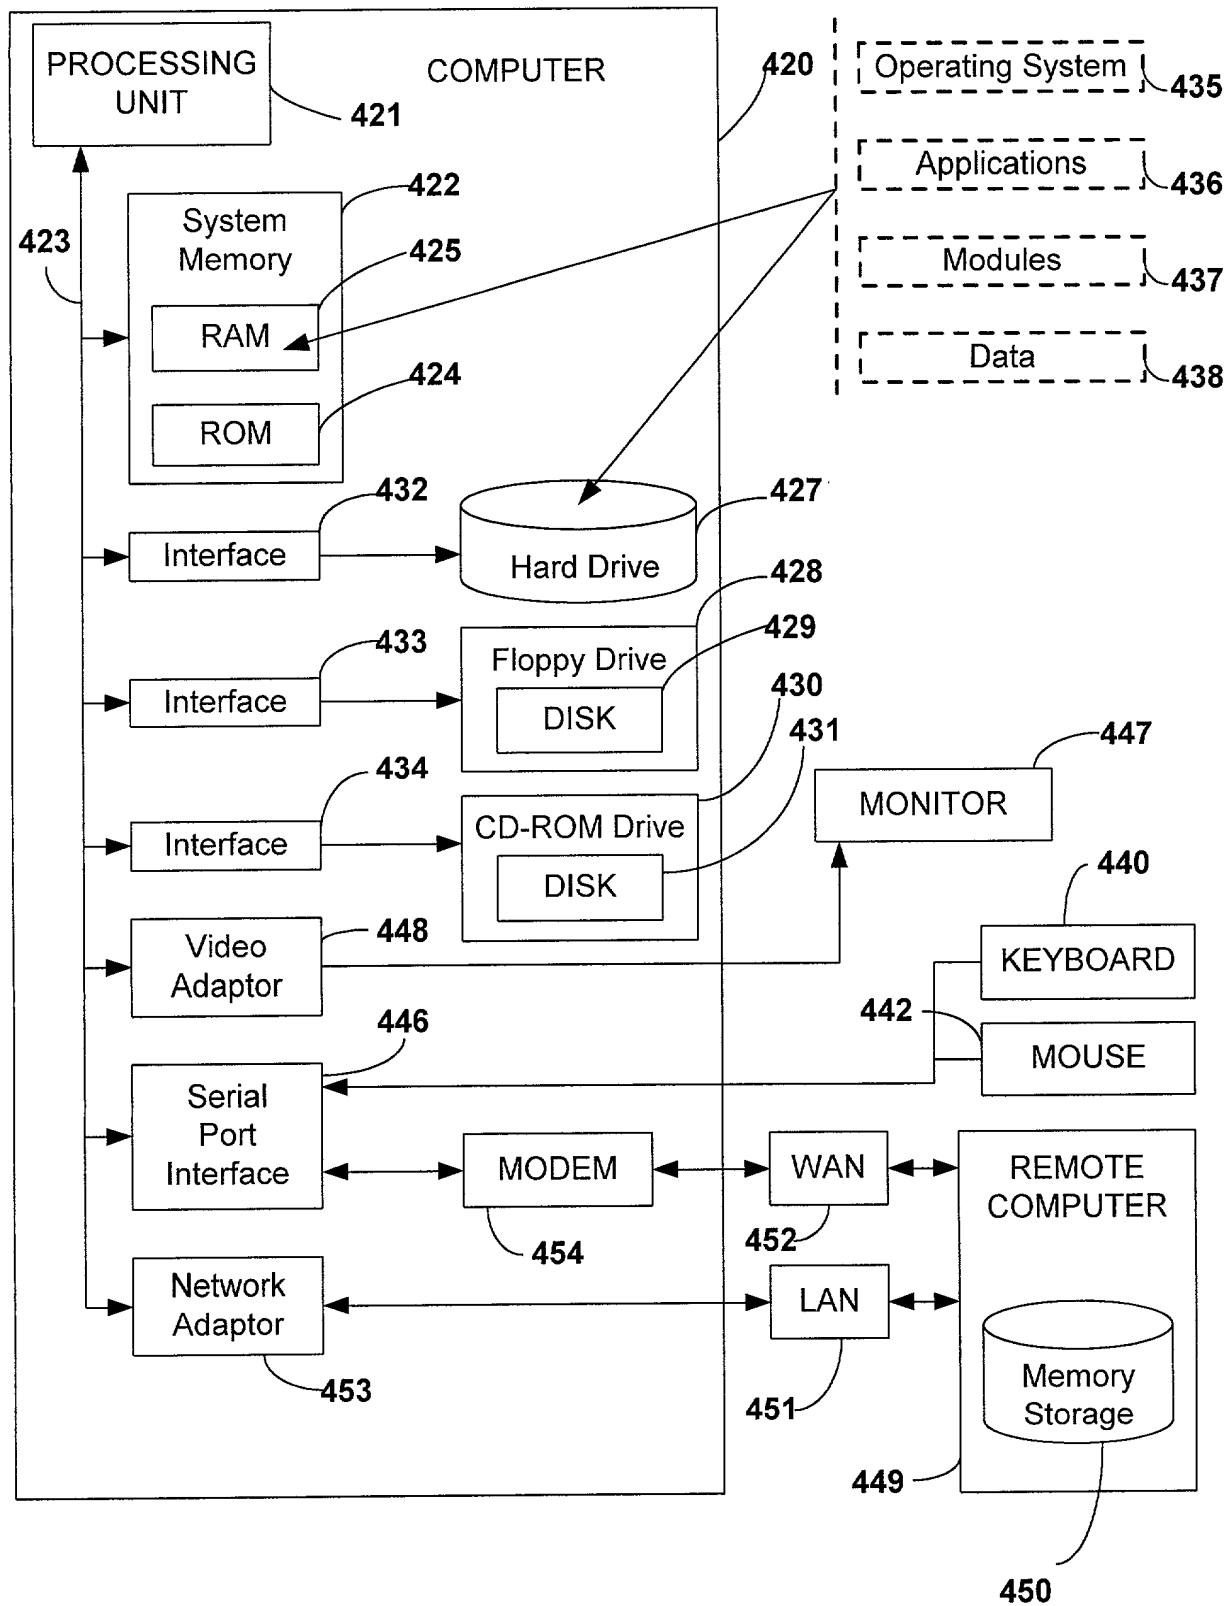 PROCESSING
UNIT
421
COMPUTER
420
Operating System
435
Applications
436
Modules
437
Data
438
423
System
Memory
422
425
RAM
424
ROM
432
Interface
427
Hard Drive
433
Interface
428
Floppy Drive
429
DISK
434
Interface
430
CD-ROM Drive
431
DISK
447
MONITOR
448
Video
Adaptor
440
KEYBOARD
442
MOUSE
446
Serial
Port
Interface
MODEM
454
WAN
452
REMOTE
COMPUTER
Network
Adaptor
453
LAN
451
Memory
Storage
449
450